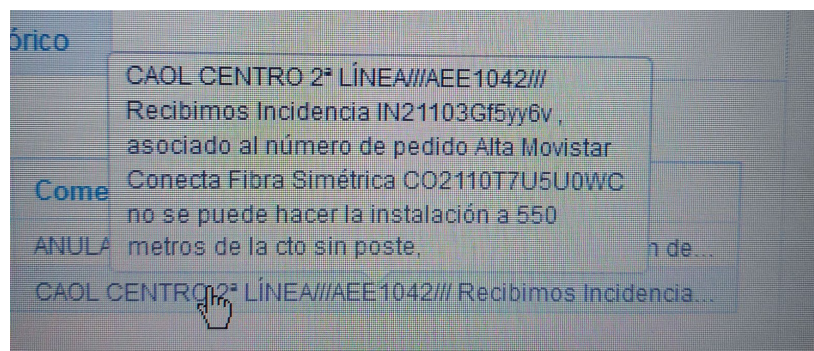 órico
CAOL CENTRO 2ª LÍNEA///AEE1042///
Recibimos Incidencia IN21103Gf5yy6v ,
asociado al número de pedido Alta Movistar
Conecta Fibra Simétrica CO2110T7U5U0WC
no se puede hacer la instalación a 550
metros de la cto sin poste,
Come
ANULA n de...
CAOL CENTRO 2ª LÍNEA///AEE1042/// Recibimos Incidencia...